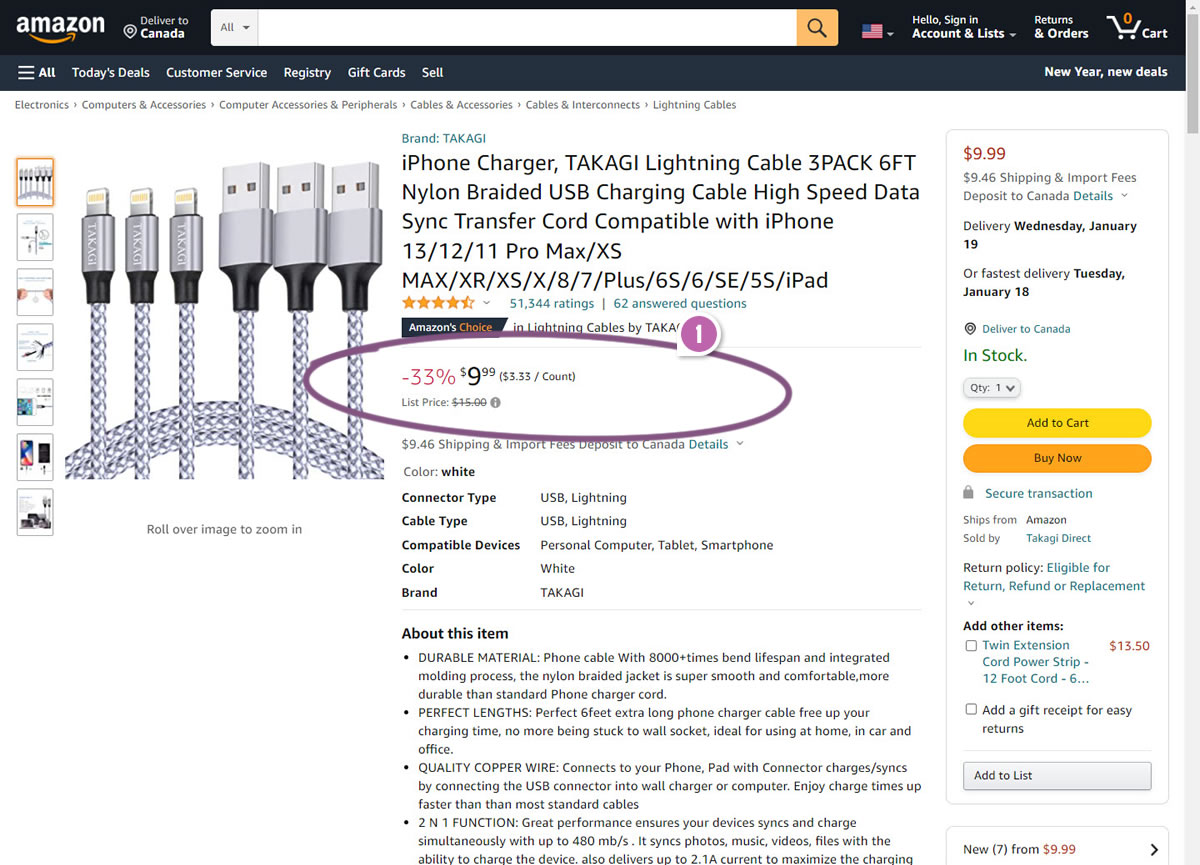 amazon
Deliver to
Canada
All
Hello, Sign in
Account & Lists
Returns
& Orders
0
Cart
All
Today's Deals
Customer Service
Registry
Gift Cards
Sell
New Year, new deals
Electronics › Computers & Accessories › Computer Accessories & Peripherals › Cables & Accessories › Cables & Interconnects › Lightning Cables
TAKAGI
TAKAGI
TAKAGI
Roll over image to zoom in
Brand: TAKAGI
iPhone Charger, TAKAGI Lightning Cable 3PACK 6FT
Nylon Braided USB Charging Cable High Speed Data
Sync Transfer Cord Compatible with iPhone
13/12/11 Pro Max/XS
MAX/XR/XS/X/8/7/Plus/6S/6/SE/5S/iPad
51,344 ratings | 62 answered questions
Amazon's Choice in Lightning Cables by TAKA
1
-33% $999 ($3.33 / Count)
List Price: $15.00
$9.46 Shipping & Import Fees Deposit to Canada Details
Color: white
Connector Type USB, Lightning
Cable Type USB, Lightning
Compatible Devices Personal Computer, Tablet, Smartphone
Color White
Brand TAKAGI
About this item
• DURABLE MATERIAL: Phone cable With 8000+times bend lifespan and integrated
molding process, the nylon braided jacket is super smooth and comfortable,more
durable than standard Phone charger cord.
• PERFECT LENGTHS: Perfect 6feet extra long phone charger cable free up your
charging time, no more being stuck to wall socket, ideal for using at home, in car and
office.
• QUALITY COPPER WIRE: Connects to your Phone, Pad with Connector charges/syncs
by connecting the USB connector into wall charger or computer. Enjoy charge times up
faster than than most standard cables
• 2 N 1 FUNCTION: Great performance ensures your devices syncs and charge
simultaneously with up to 480 mb/s . It syncs photos, music, videos, files with the
ability to charge the device. also delivers up to 2.1A current to maximize the charging
$9.99
$9.46 Shipping & Import Fees
Deposit to Canada Details
Delivery Wednesday, January
19
Or fastest delivery Tuesday,
January 18
Deliver to Canada
In Stock.
Qty: 1
Add to Cart
Buy Now
Secure transaction
Ships from Amazon
Sold by Takagi Direct
Return policy: Eligible for
Return, Refund or Replacement
Add other items:
Twin Extension $13.50
Cord Power Strip -
12 Foot Cord - 6...
Add a gift receipt for easy
returns
Add to List
New (7) from $9.99